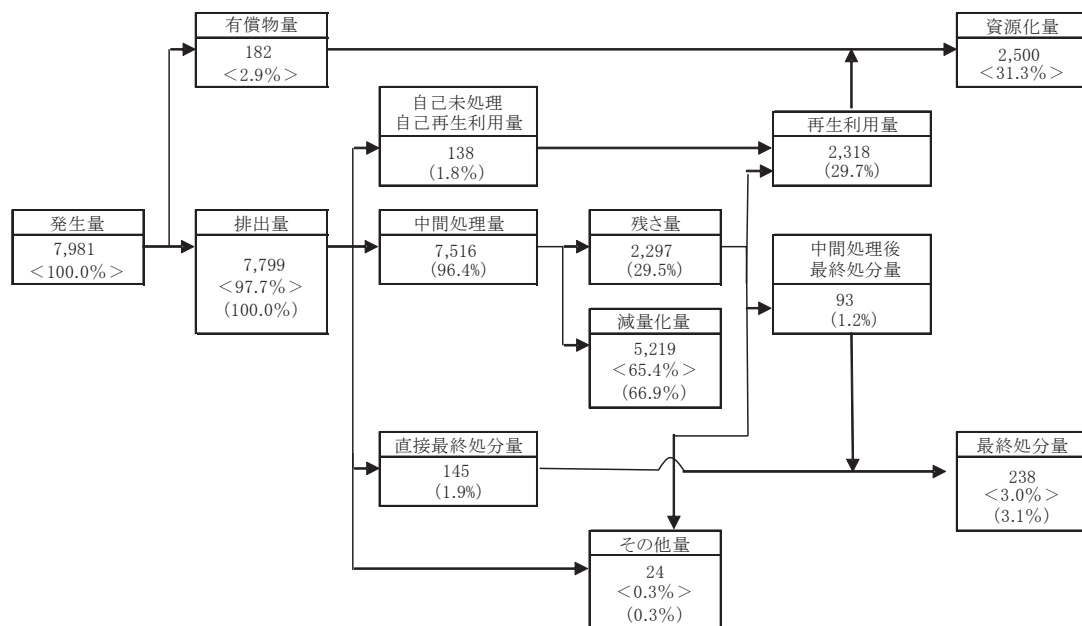 有償物量
182
<2.9%>
資源化量
2,500
<31.3%>
自己未処理
自己再生利用量
138
(1.8%)
再生利用量
2,318
(29.7%)
発生量
7,981
<100.0%>
排出量
7,799
<97.7%>
(100.0%)
中間処理量
7,516
(96.4%)
残さ量
2,297
(29.5%)
中間処理後
最終処分量
93
(1.2%)
減量化量
5,219
<65.4%>
(66.9%)
直接最終処分量
145
(1.9%)
最終処分量
238
<3.0%>
(3.1%)
その他量
24
<0.3%>
(0.3%)